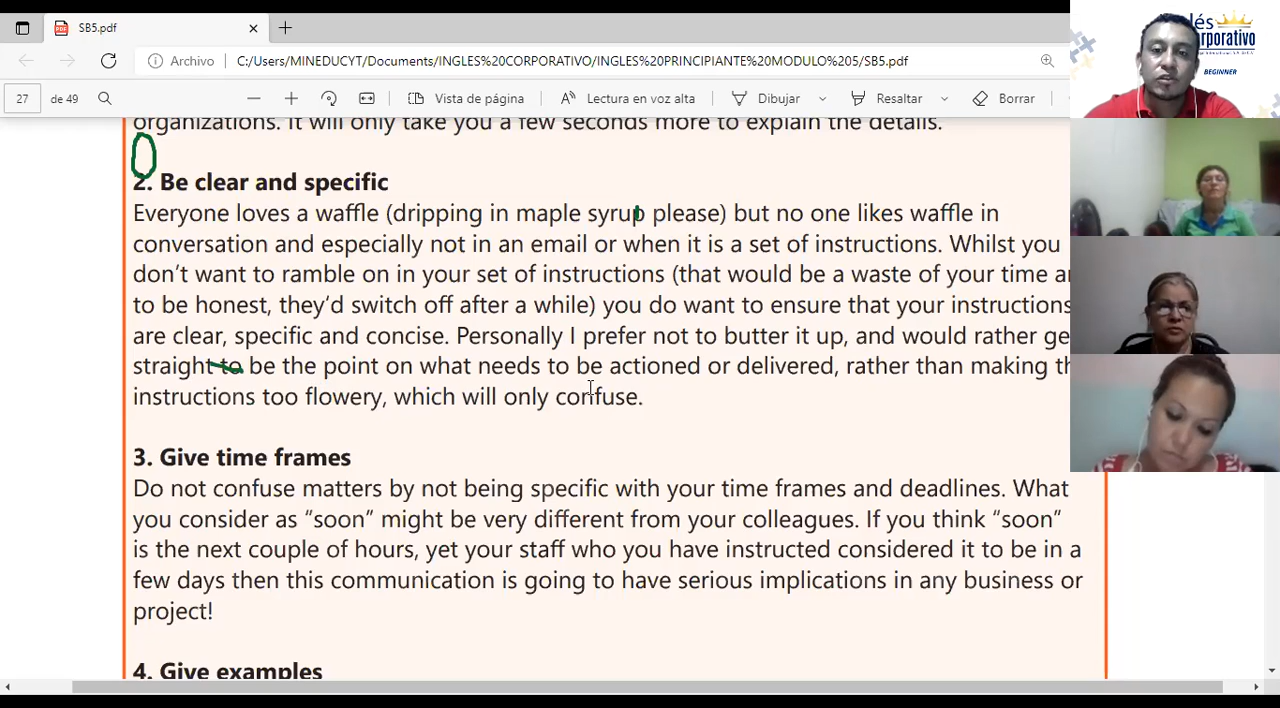 SB5.pdf
Archivo C:/Users/MINEDUCYT/Documents/INGLES%20CORPORATIVO/INGLES%20PRINCIPIANTE%20MODULO%205/SB5.pdf
27 de 49 Vista de página Lectura en voz alta Dibujar Resaltar Borrar
lés
rporativo
BEGINNER
organizations. It will only take you a few seconds more to explain the details.
2. Be clear and specific
Everyone loves a waffle (dripping in maple syrup please) but no one likes waffle in
conversation and especially not in an email or when it is a set of instructions. Whilst you
don't want to ramble on in your set of instructions (that would be a waste of your time a
to be honest, they'd switch off after a while) you do want to ensure that your instructions
are clear, specific and concise. Personally I prefer not to butter it up, and would rather ge
straight to be the point on what needs to be actioned or delivered, rather than making th
instructions too flowery, which will only confuse.
3. Give time frames
Do not confuse matters by not being specific with your time frames and deadlines. What
you consider as “soon” might be very different from your colleagues. If you think “soon”
is the next couple of hours, yet your staff who you have instructed considered it to be in a
few days then this communication is going to have serious implications in any business or
project!
4. Give examples